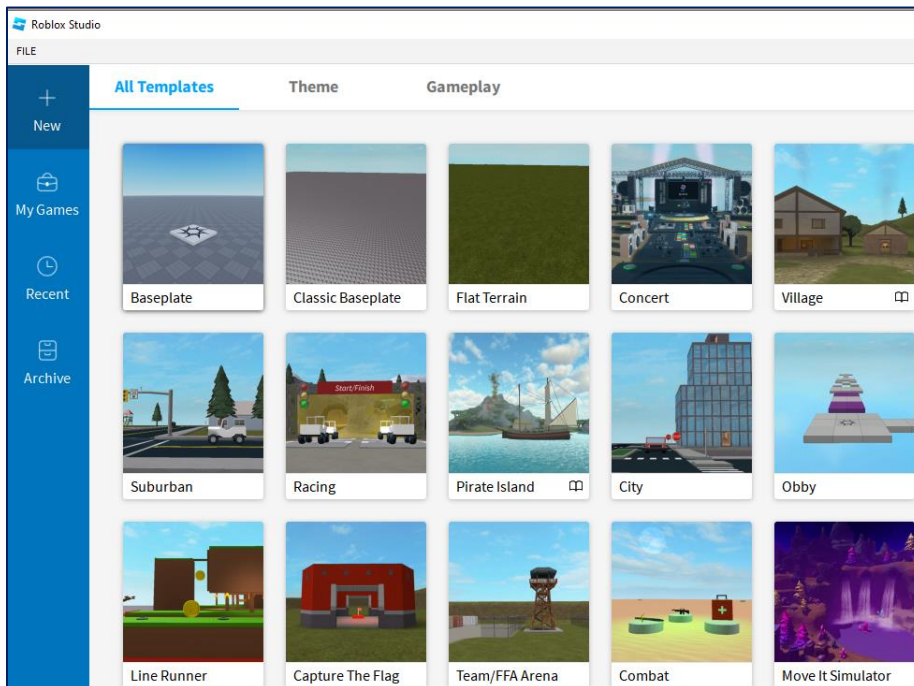 Roblox Studio
FILE
New
My Games
Recent
Archive
All Templates Theme Gameplay
Baseplate Classic Baseplate Flat Terrain Concert Village
Start/Finish
Suburban Racing Pirate Island City Obby
Line Runner Capture The Flag Team/FFA Arena Combat Move It Simulator